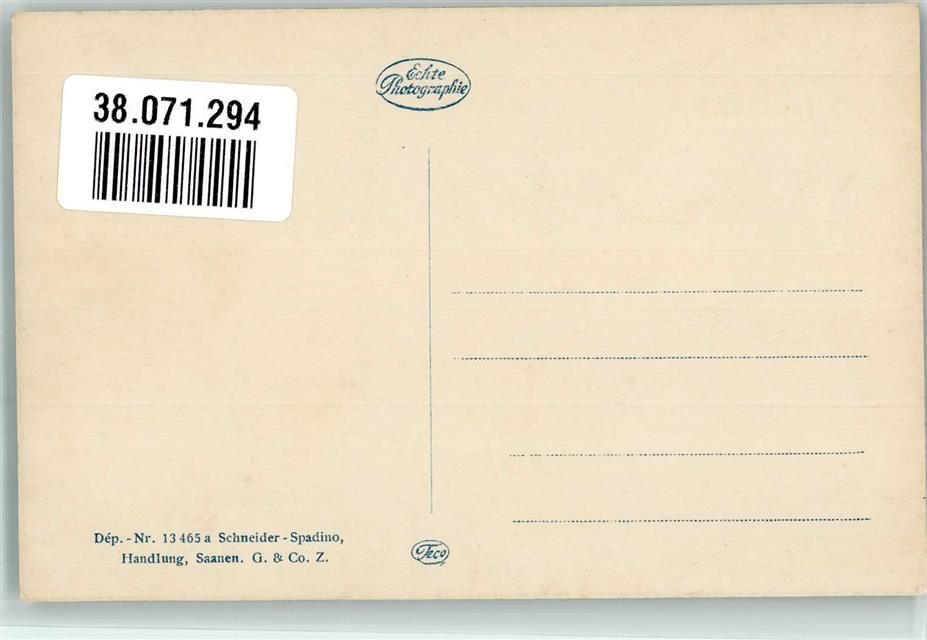 38.071.294
Echte
Photographie
Dép. - Nr. 13 465 a Schneider - Spadino,
Handlung, Saanen. G. & Co. Z.
Teco